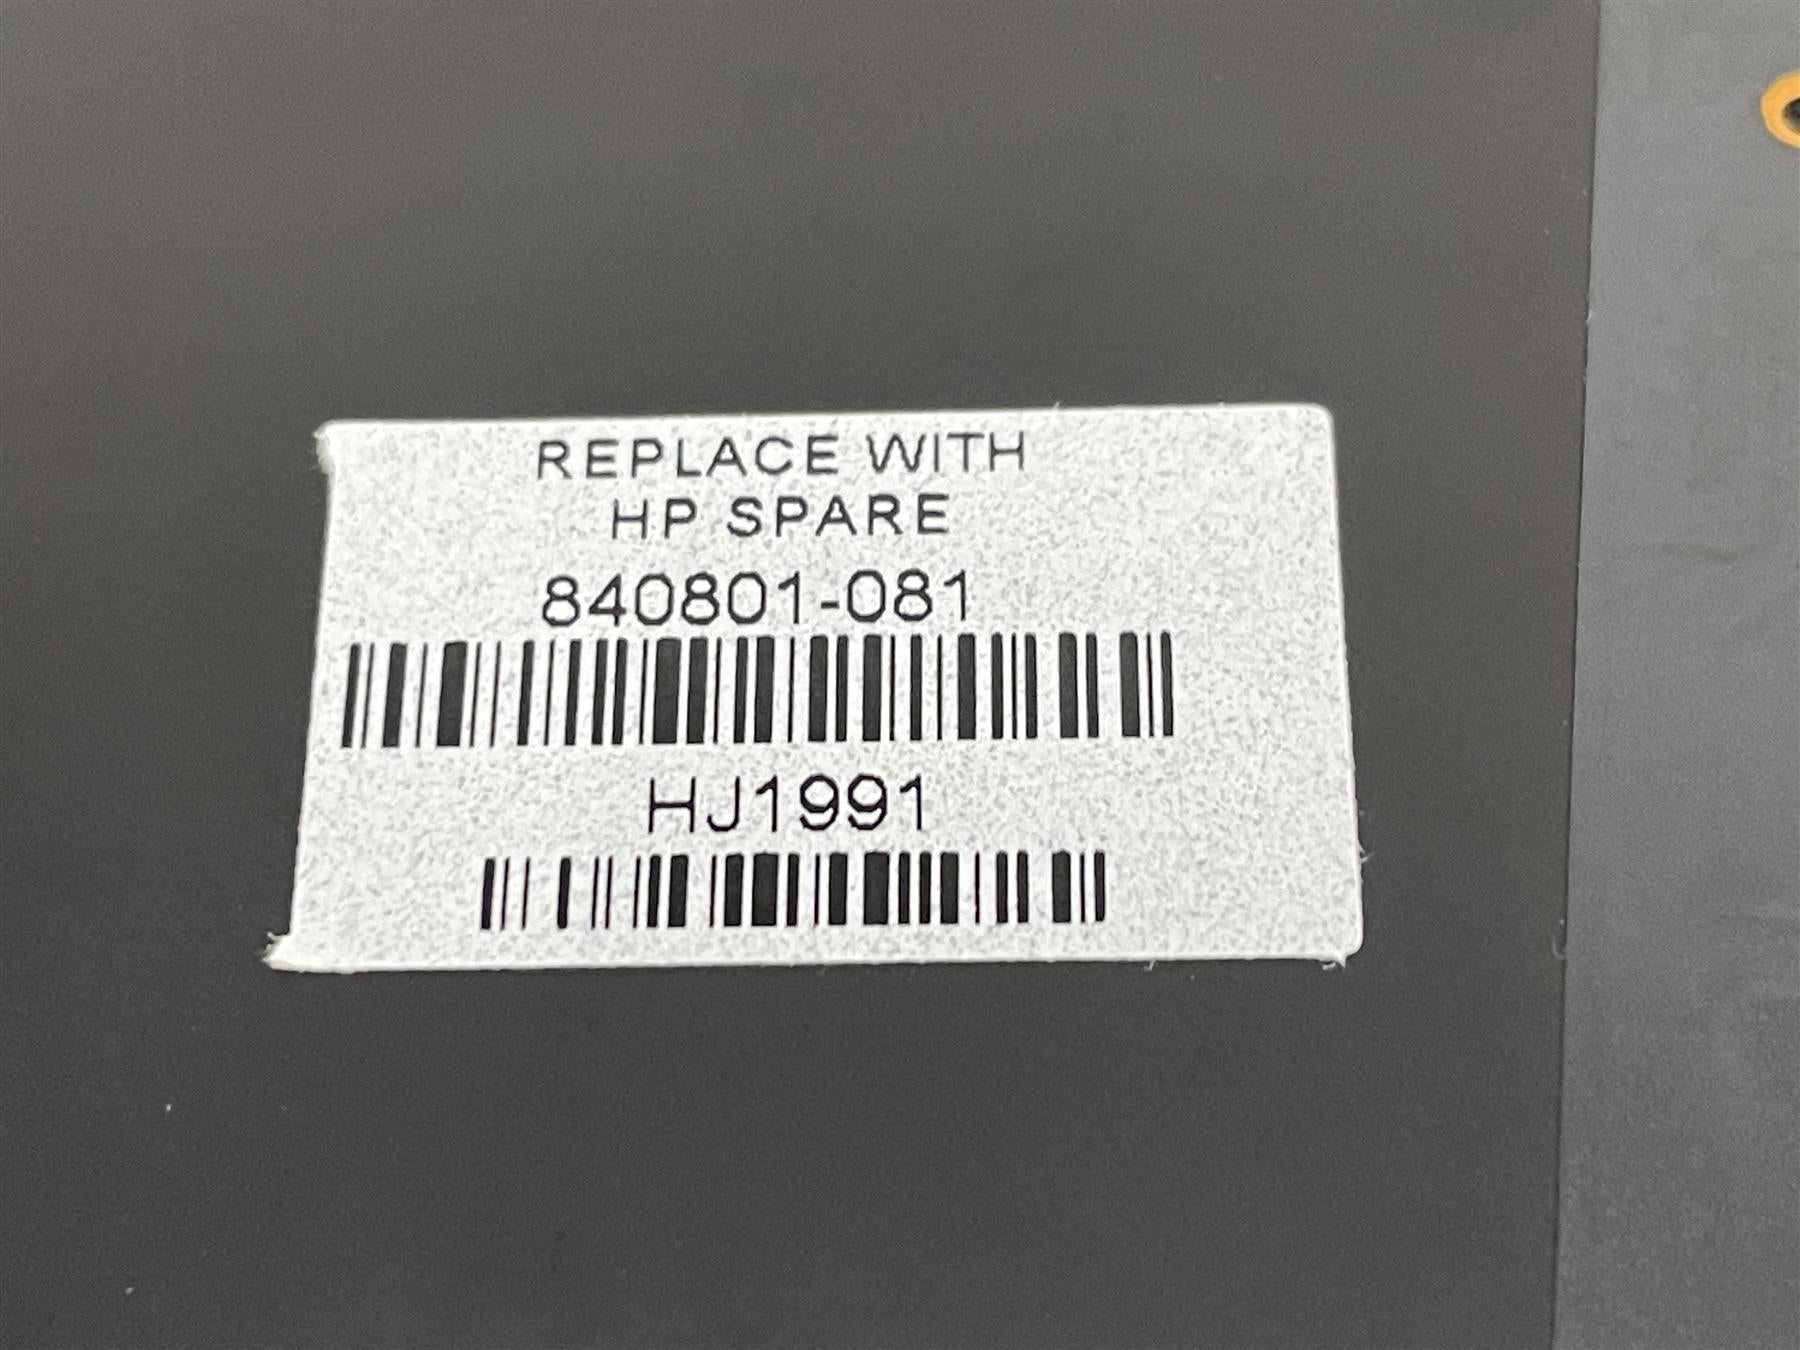 REPLACE WITH
HP SPARE
840801-081
HJ1991